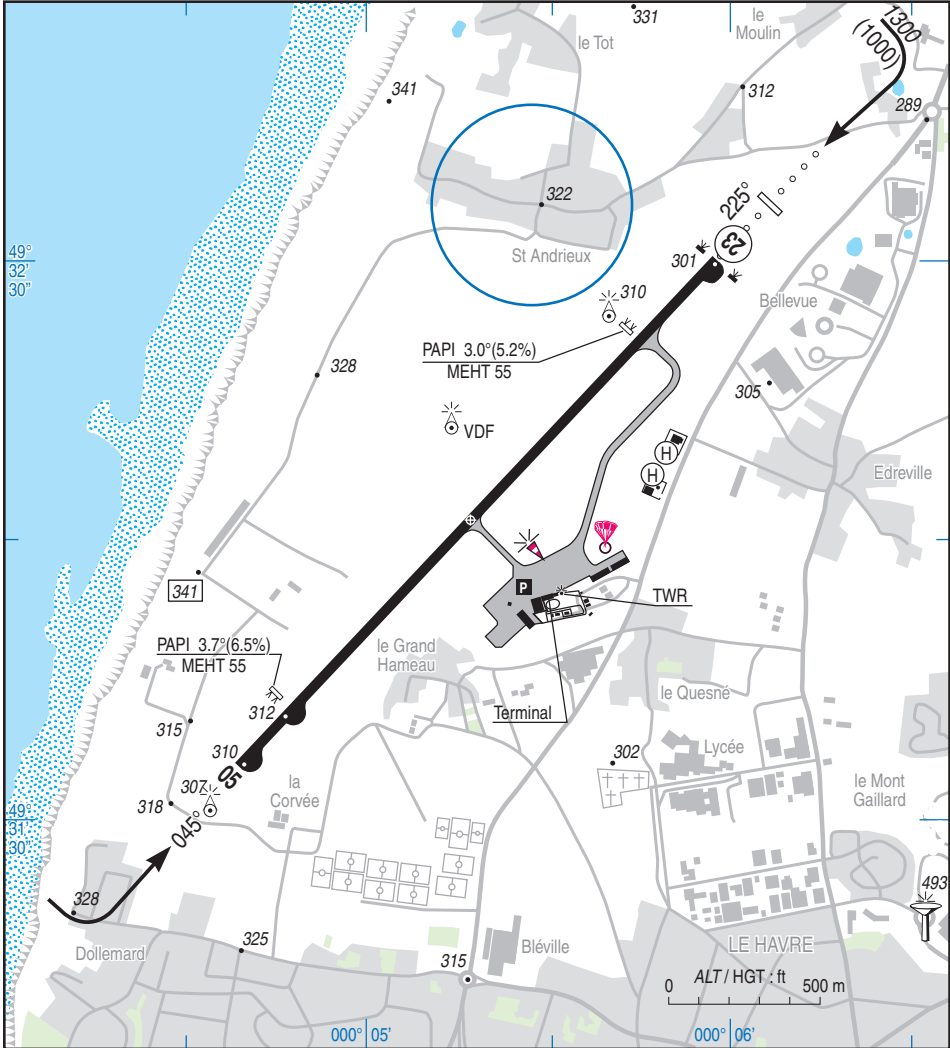 331
le
Moulin
1300
(1000)
le Tot
341
312
289
322
225°
23
St Andrieux
49°
32'
30"
301
310
Bellevue
PAPI 3.0°(5.2%)
MEHT 55
328
305
VDF
H
H
Edreville
341
P
TWR
PAPI 3.7°(6.5%)
MEHT 55
le Grand
Hameau
le Quesné
312
Terminal
315
310
Lycée
302
05
307
la
Corvée
le Mont
Gaillard
318
045°
49°
31'
30
493
328
Dollemard
325
315
Bléville
LE HAVRE
ALT / HGT : ft
0
500 m
000° 05'
000° 06'